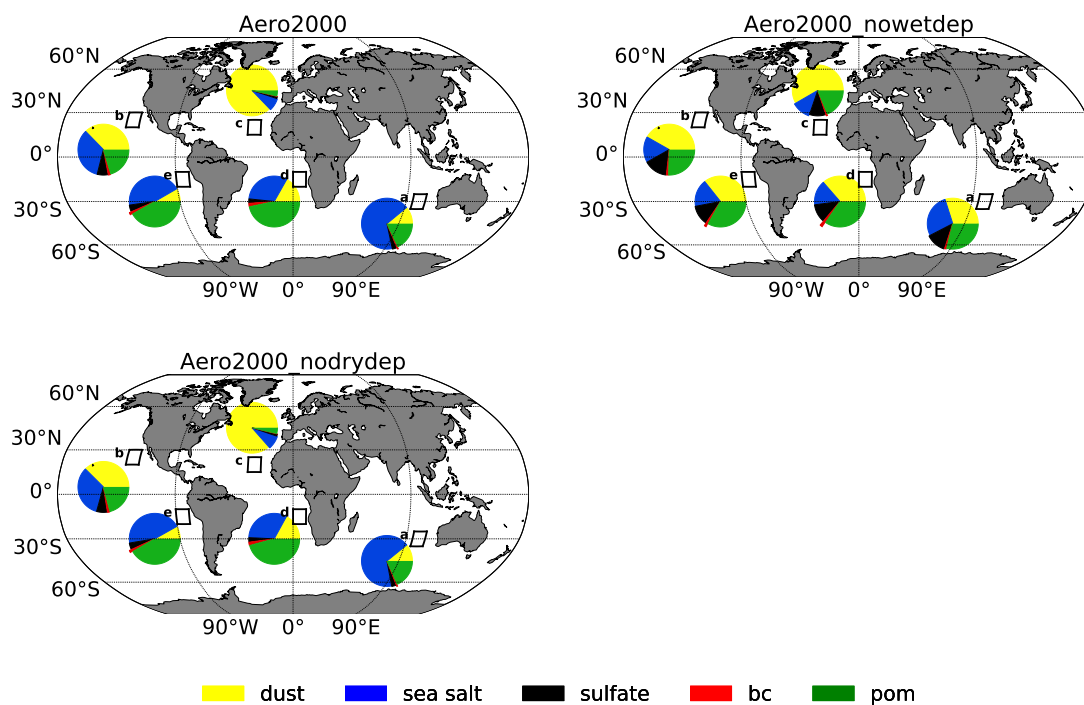 Aero2000
60°N
30°N
0°
30°S
60°S
90°W 0° 90°E
a
b
c
d
e
Aero2000_nowetdep
60°N
30°N
0°
30°S
60°S
90°W 0° 90°E
a
b
c
d
e
Aero2000_nodrydep
60°N
30°N
0°
30°S
60°S
90°W 0° 90°E
a
b
c
d
e
dust sea salt sulfate bc pom